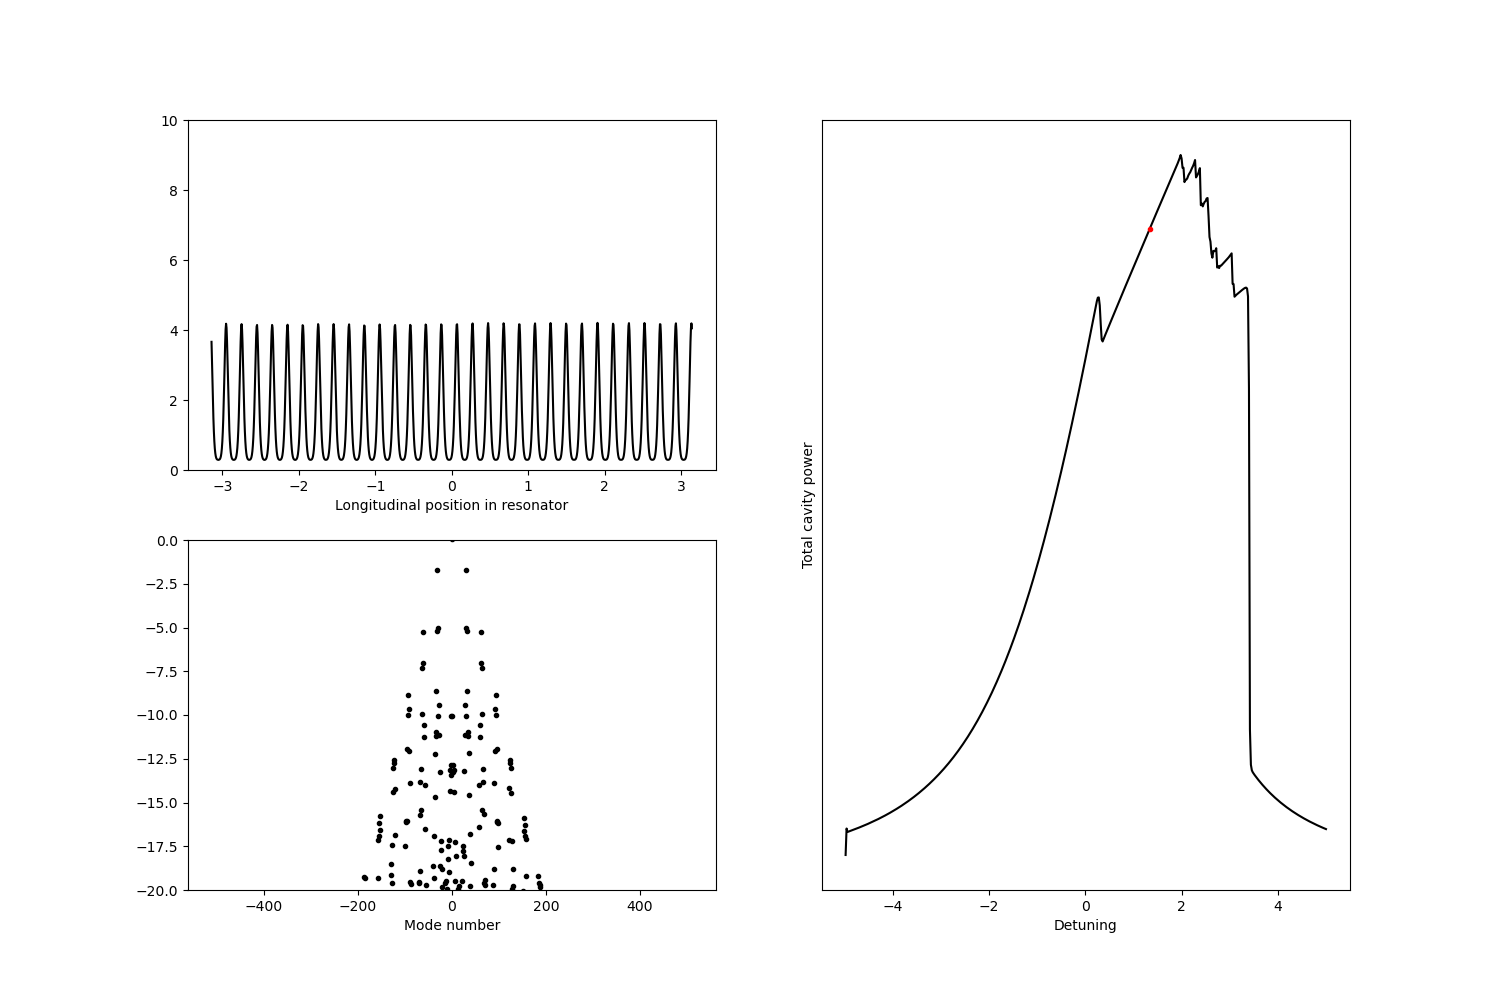 10
8
6
4
2
0
−3 −2 −1 0 1 2 3
Longitudinal position in resonator
0.0
−2.5
−5.0
−7.5
−10.0
−12.5
−15.0
−17.5
−20.0
−400 −200 0 200 400
Mode number
Total cavity power
−4 −2 0 2 4
Detuning